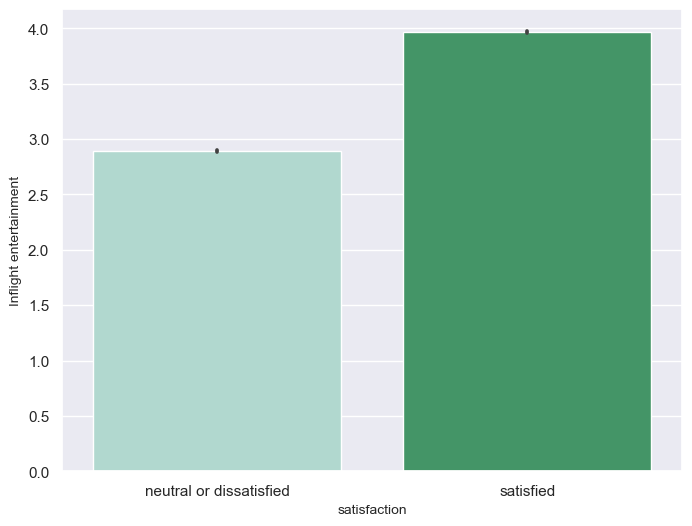 4.0
3.5
3.0
2.5
2.0
1.5
1.0
0.5
0.0
Inflight entertainment
neutral or dissatisfied
satisfied
satisfaction